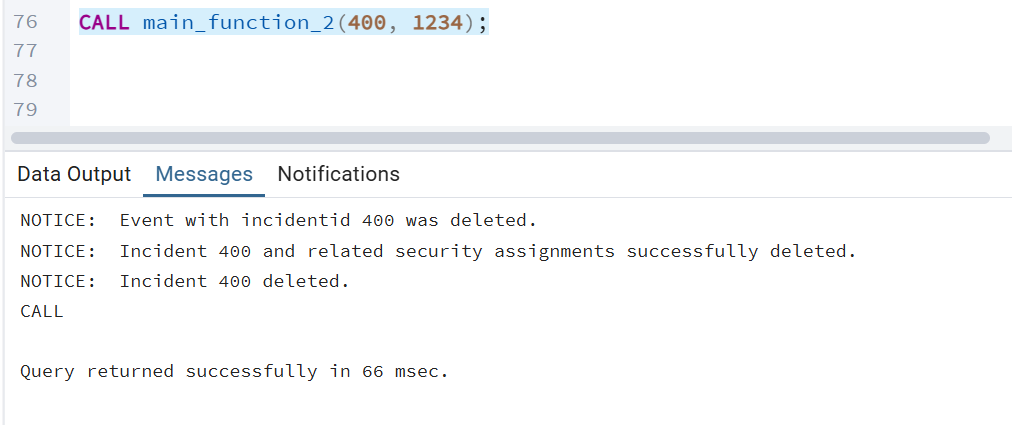 76 CALL main_function_2(400, 1234);
77
78
79
Data Output Messages Notifications
NOTICE:  Event with incidentid 400 was deleted.
NOTICE:  Incident 400 and related security assignments successfully deleted.
NOTICE:  Incident 400 deleted.
CALL
Query returned successfully in 66 msec.